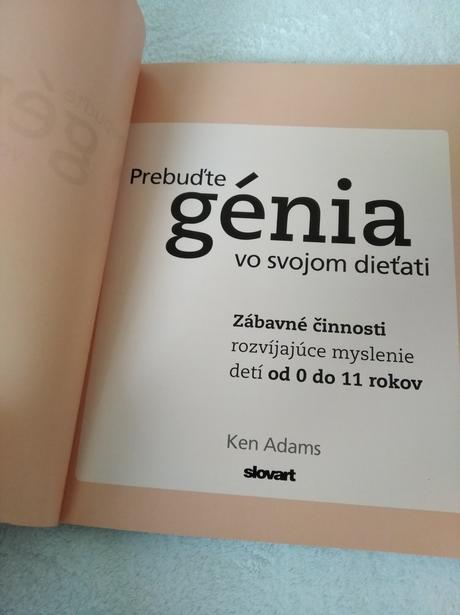 Prebuďte
génia
vo svojom dieťati
Zábavné činnosti
rozvíjajúce myslenie
detí od 0 do 11 rokov
Ken Adams
slovart